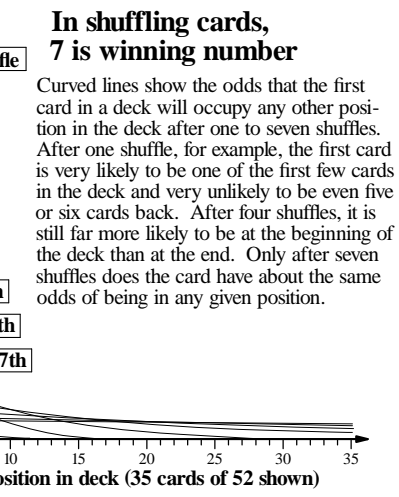 In shuffling cards,
7 is winning number
Curved lines show the odds that the first
card in a deck will occupy any other posi-
tion in the deck after one to seven shuffles.
After one shuffle, for example, the first card
is very likely to be one of the first few cards
in the deck and very unlikely to be even five
or six cards back. After four shuffles, it is
still far more likely to be at the beginning of
the deck than at the end. Only after seven
shuffles does the card have about the same
odds of being in any given position.
th
7th
10 15 20 25 30 35
in deck (35 cards of 52 shown)